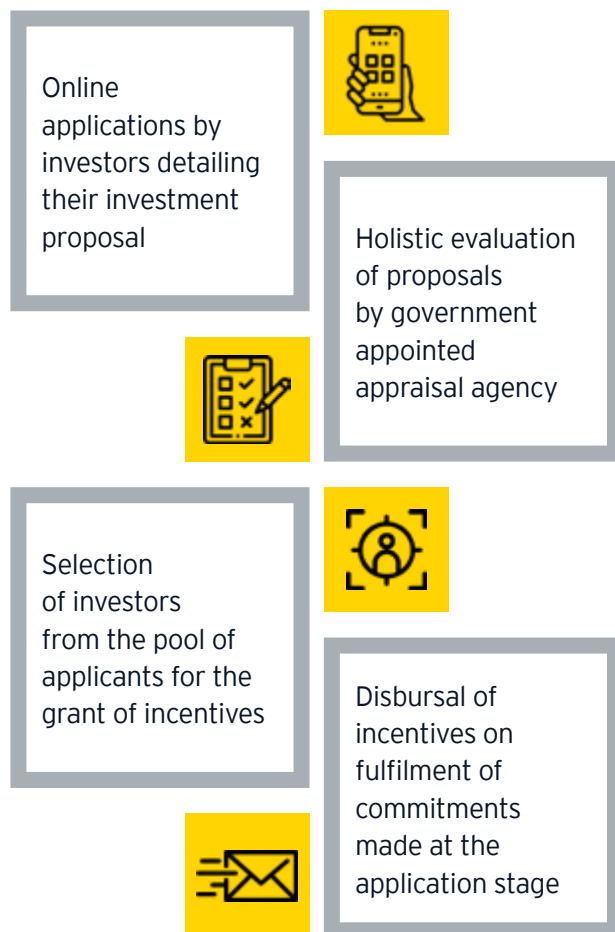 Online
applications by
investors detailing
their investment
proposal
Holistic evaluation
of proposals
by government
appointed
appraisal agency
Selection
of investors
from the pool of
applicants for the
grant of incentives
Disbursal of
incentives on
fulfilment of
commitments
made at the
application stage